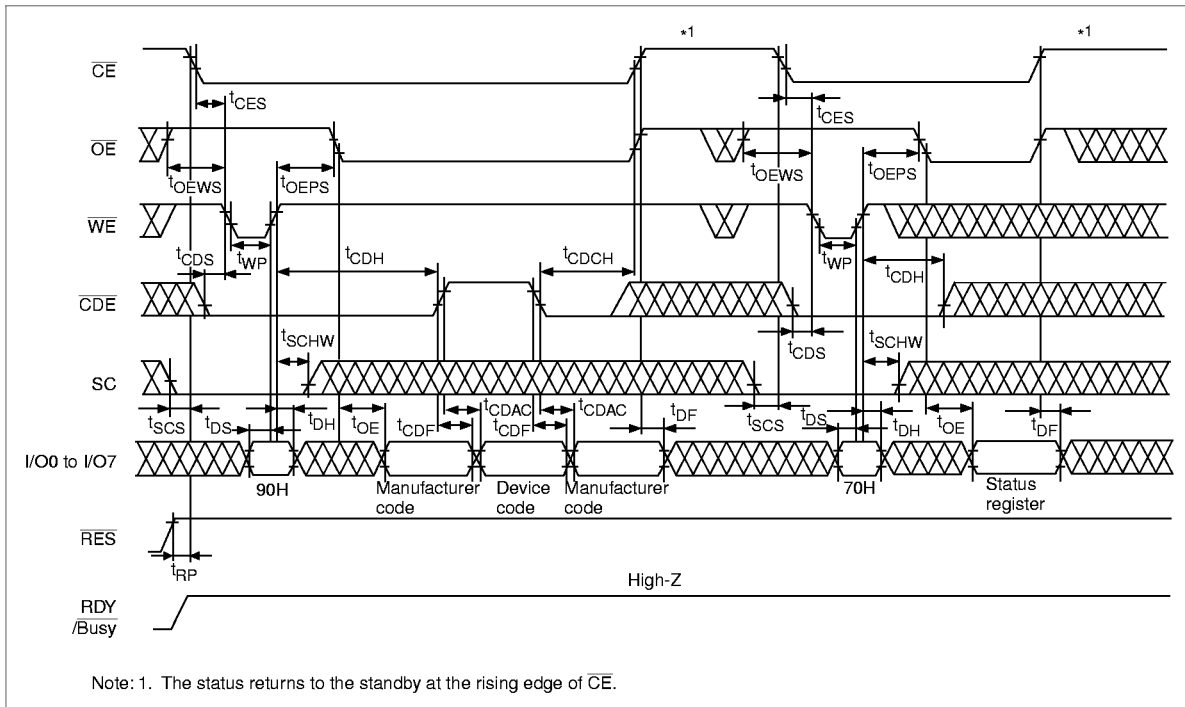 *1 *1
CE
tCES tCES
OE
tOEWS tOEPS tOEWS tOEPS
WE
tCDS tWP tCDH tCDCH tWP tCDH
CDE
tSCHW tCDS tSCHW
SC
tSCS tDS tDH tOE tCDAC tCDF tCDAC tCDF tDF tSCS tDS tDH tOE tDF
I/O0 to I/O7
90H Manufacturer code Device code Manufacturer code 70H Status register
RES
tRP
High-Z
RDY
/Busy
Note: 1. The status returns to the standby at the rising edge of CE.